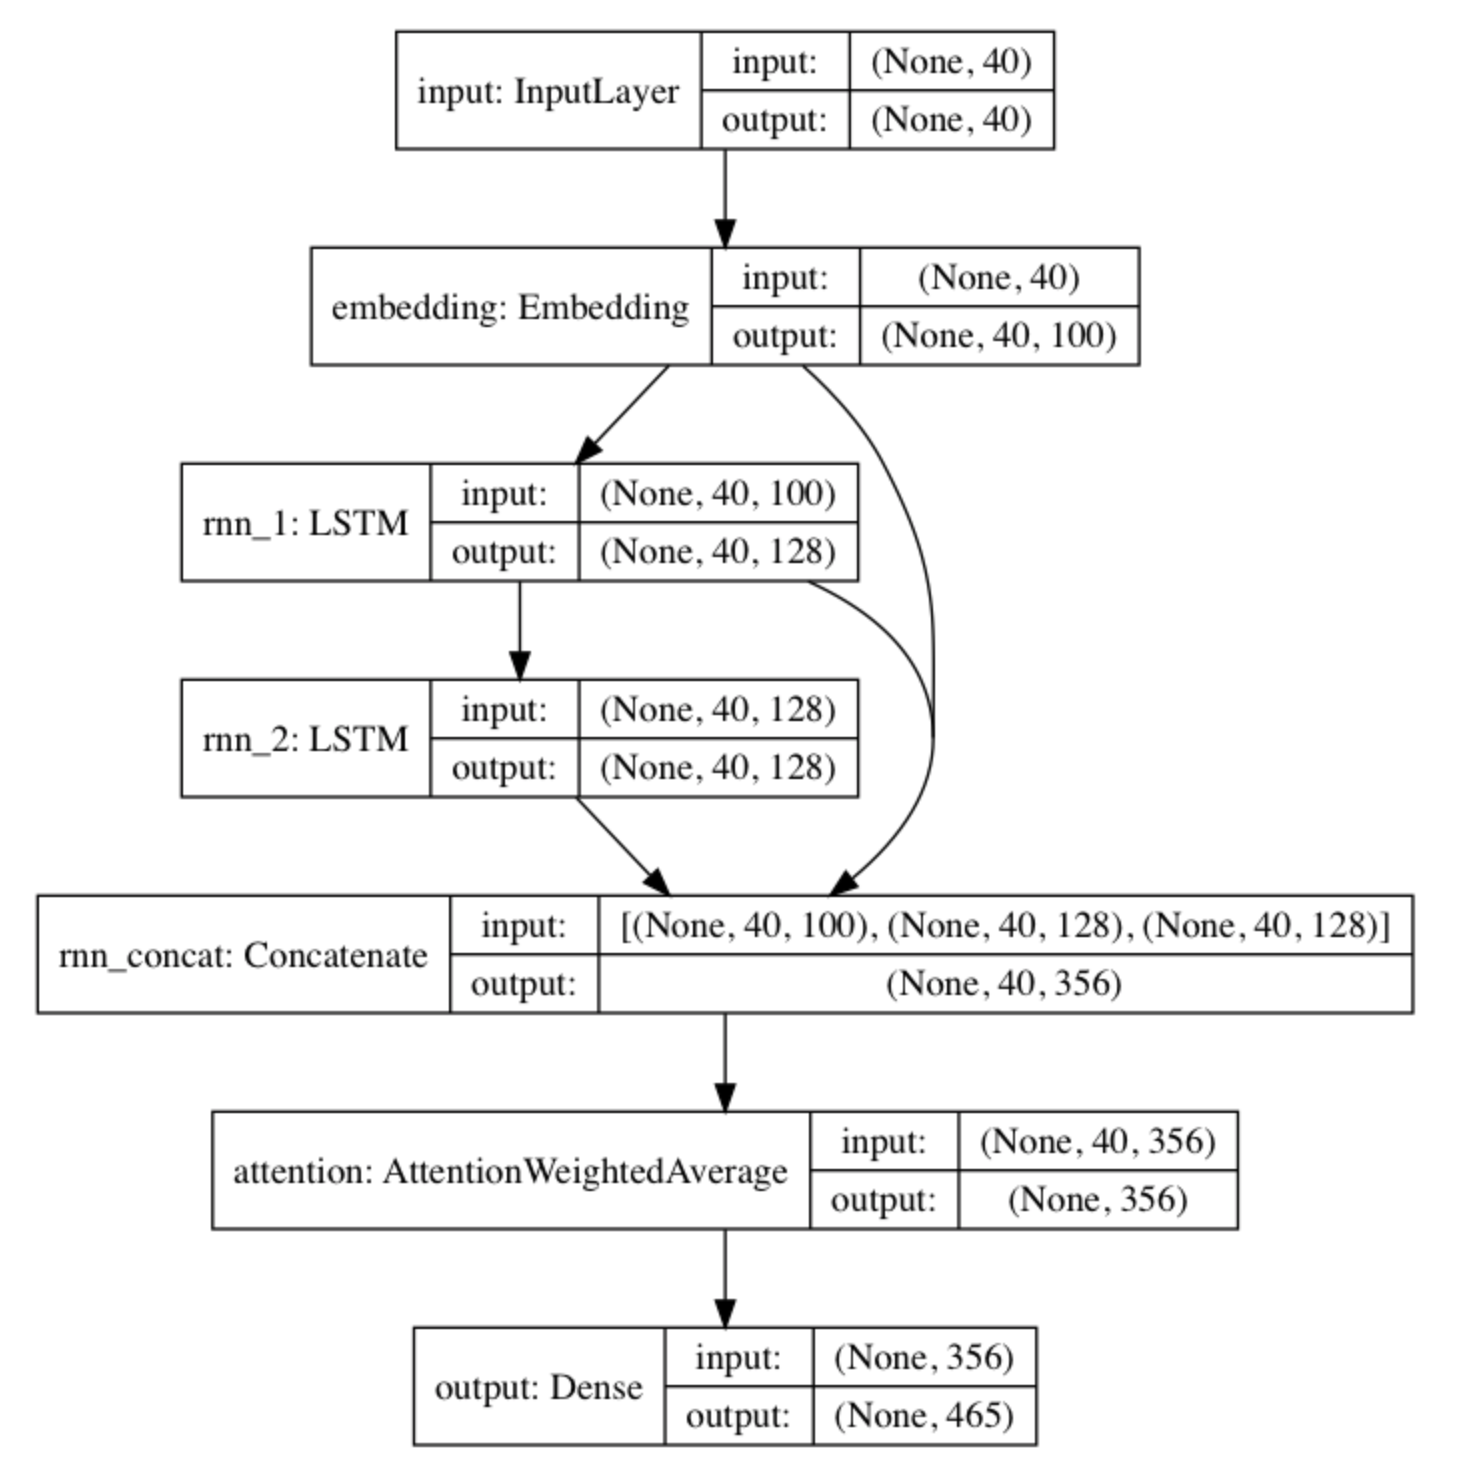 input: InputLayer
input: (None, 40)
output: (None, 40)
embedding: Embedding
input: (None, 40)
output: (None, 40, 100)
rnn_1: LSTM
input: (None, 40, 100)
output: (None, 40, 128)
rnn_2: LSTM
input: (None, 40, 128)
output: (None, 40, 128)
rnn_concat: Concatenate
input: [(None, 40, 100), (None, 40, 128), (None, 40, 128)]
output: (None, 40, 356)
attention: AttentionWeightedAverage
input: (None, 40, 356)
output: (None, 356)
output: Dense
input: (None, 356)
output: (None, 465)